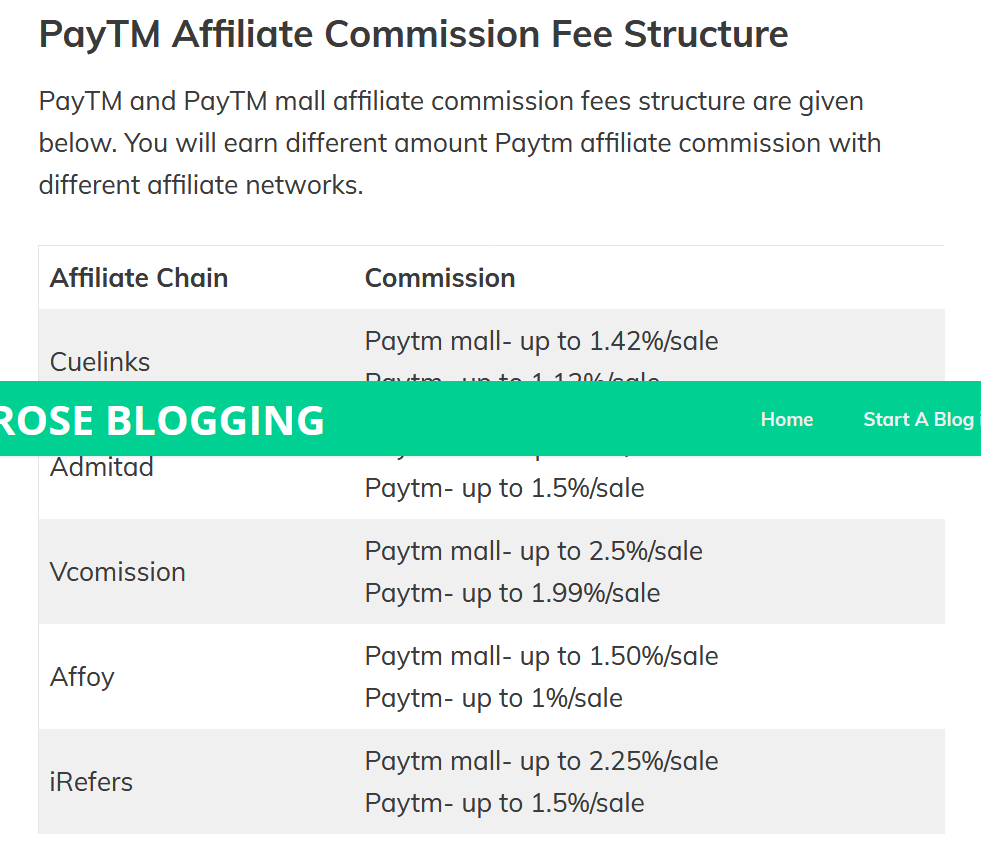 PayTM Affiliate Commission Fee Structure
PayTM and PayTM mall affiliate commission fees structure are given
below. You will earn different amount Paytm affiliate commission with
different affiliate networks.
Affiliate Chain Commission
Paytm mall- up to 1.42%/sale
Cuelinks
Paytm- up to 1.12%/sale
ROSE BLOGGING Home Start A Blog
Admitad
Paytm- up to 1.5%/sale
Paytm mall- up to 2.5%/sale
Vcomission
Paytm- up to 1.99%/sale
Paytm mall- up to 1.50%/sale
Affoy
Paytm- up to 1%/sale
Paytm mall- up to 2.25%/sale
iRefers
Paytm- up to 1.5%/sale